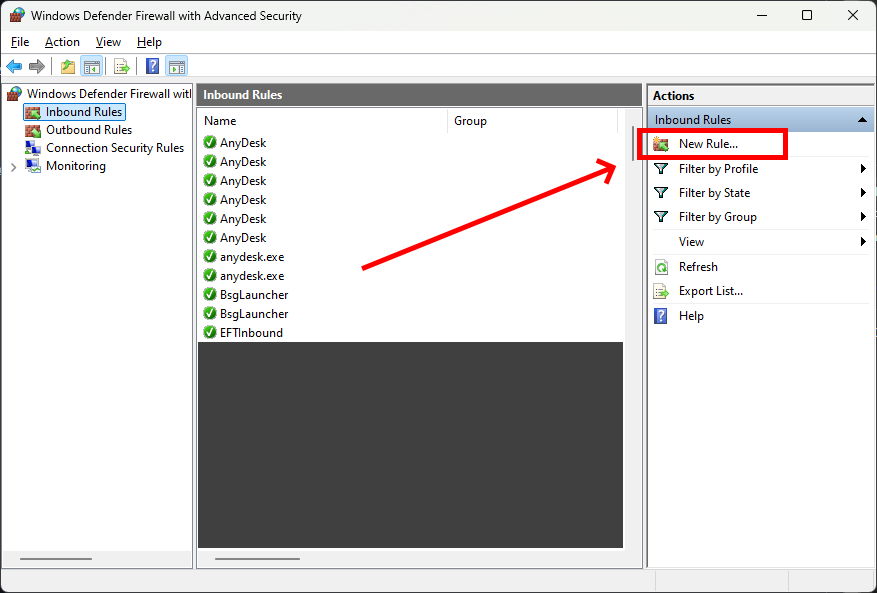 Windows Defender Firewall with Advanced Security
File Action View Help
Windows Defender Firewall wit
Inbound Rules
Outbound Rules
Connection Security Rules
Monitoring
Inbound Rules
Name Group
AnyDesk
AnyDesk
AnyDesk
AnyDesk
AnyDesk
AnyDesk
anydesk.exe
anydesk.exe
BsgLauncher
BsgLauncher
EFTInbound
Actions
Inbound Rules
New Rule...
Filter by Profile
Filter by State
Filter by Group
View
Refresh
Export List...
Help